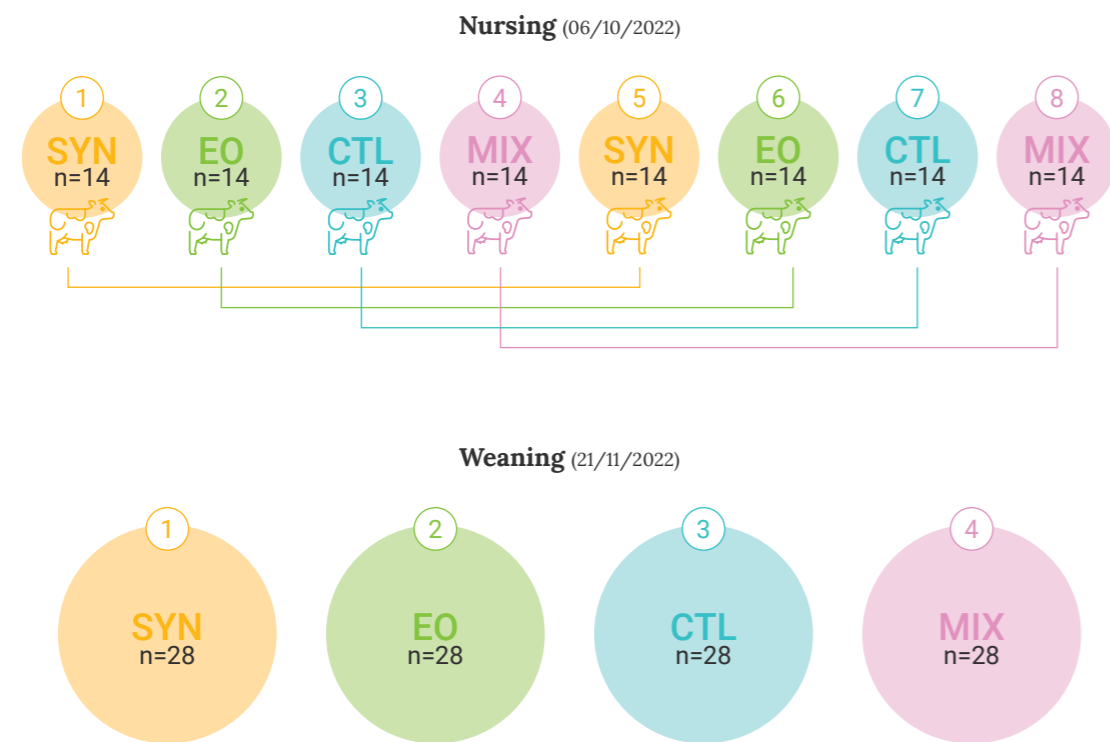 Nursing (06/10/2022)
1 2 3 4 5 6 7 8
SYN EO CTL MIX SYN EO CTL MIX
n=14 n=14 n=14 n=14 n=14 n=14 n=14 n=14
Weaning (21/11/2022)
1 2 3 4
SYN EO CTL MIX
n=28 n=28 n=28 n=28